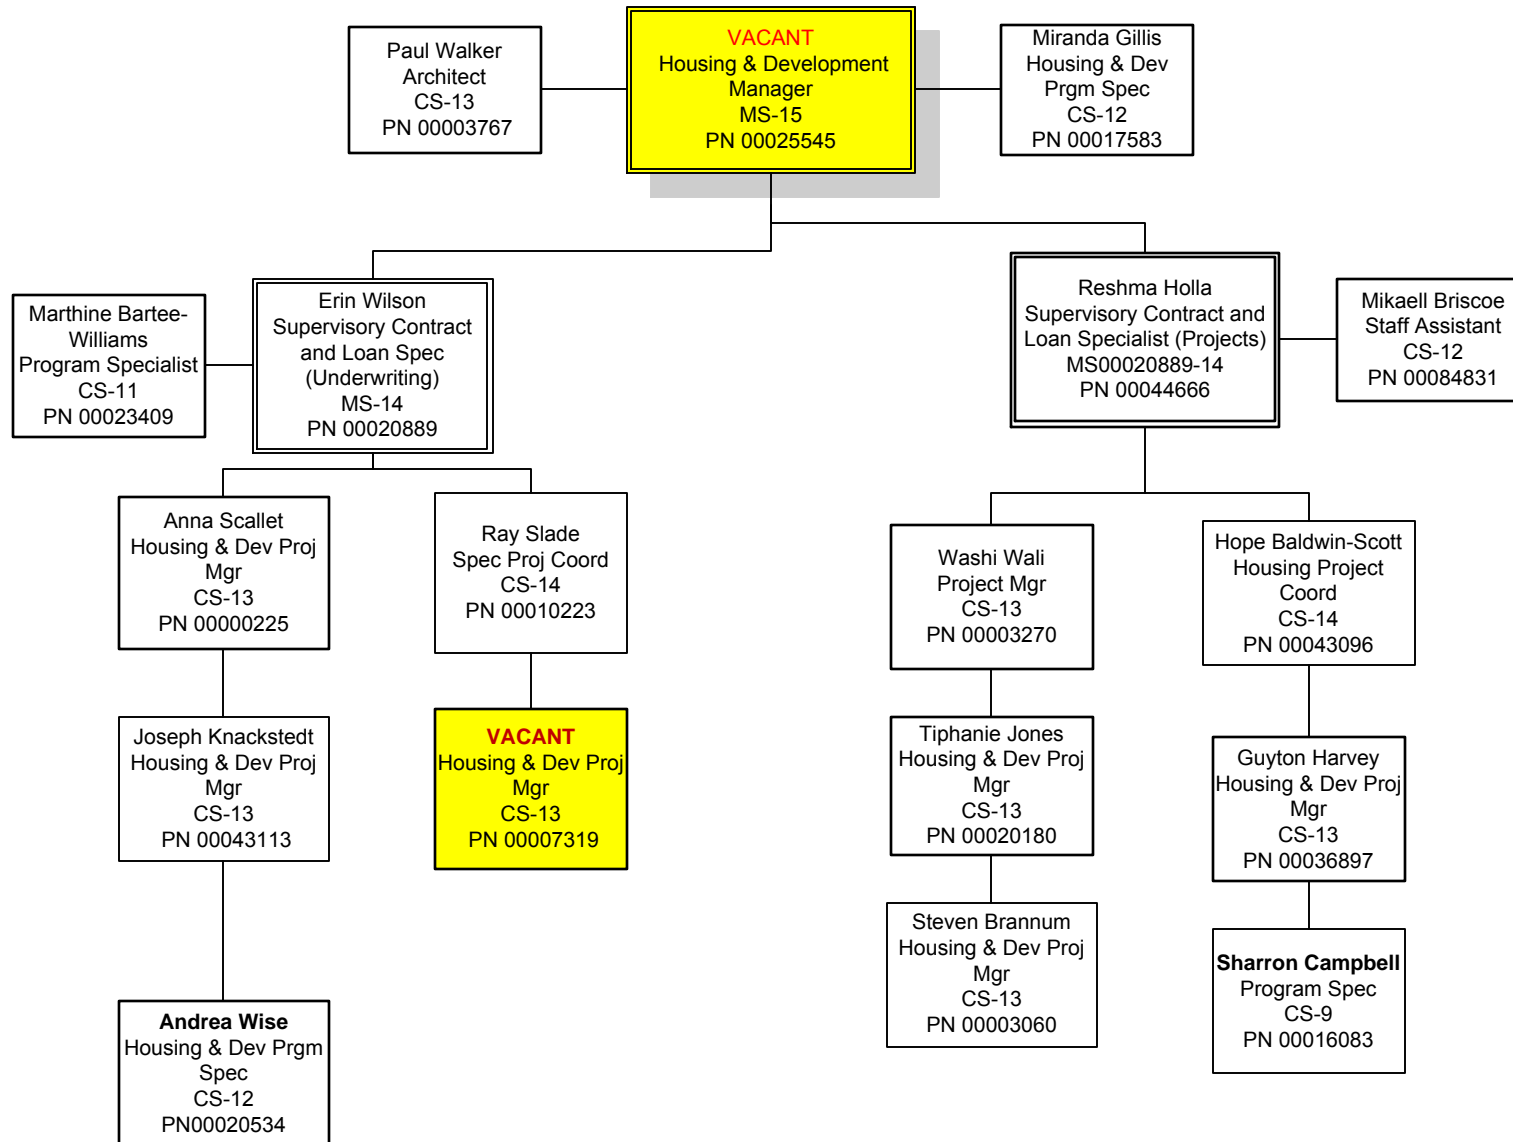 Paul Walker
Architect
CS-13
PN 00003767
VACANT
Housing & Development
Manager
MS-15
PN 00025545
Miranda Gillis
Housing & Dev
Prgm Spec
CS-12
PN 00017583
Marthine Bartee-
Williams
Program Specialist
CS-11
PN 00023409
Erin Wilson
Supervisory Contract
and Loan Spec
(Underwriting)
MS-14
PN 00020889
Reshma Holla
Supervisory Contract and
Loan Specialist (Projects)
MS00020889-14
PN 00044666
Mikaell Briscoe
Staff Assistant
CS-12
PN 00084831
Anna Scallet
Housing & Dev Proj
Mgr
CS-13
PN 00000225
Ray Slade
Spec Proj Coord
CS-14
PN 00010223
Washi Wali
Project Mgr
CS-13
PN 00003270
Hope Baldwin-Scott
Housing Project
Coord
CS-14
PN 00043096
Joseph Knackstedt
Housing & Dev Proj
Mgr
CS-13
PN 00043113
VACANT
Housing & Dev Proj
Mgr
CS-13
PN 00007319
Tiphanie Jones
Housing & Dev Proj
Mgr
CS-13
PN 00020180
Guyton Harvey
Housing & Dev Proj
Mgr
CS-13
PN 00036897
Steven Brannum
Housing & Dev Proj
Mgr
CS-13
PN 00003060
Sharron Campbell
Program Spec
CS-9
PN 00016083
Andrea Wise
Housing & Dev Prgm
Spec
CS-12
PN00020534